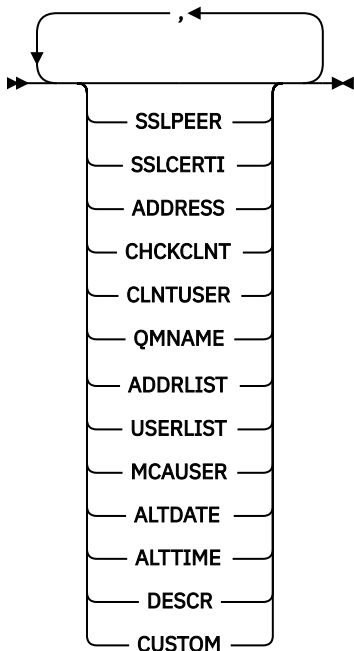 ,
SSLPEER
SSLCERTI
ADDRESS
CHCKCLNT
CLNTUSER
QMNAME
ADDRLIST
USERLIST
MCAUSER
ALTDATE
ALTTIME
DESCR
CUSTOM